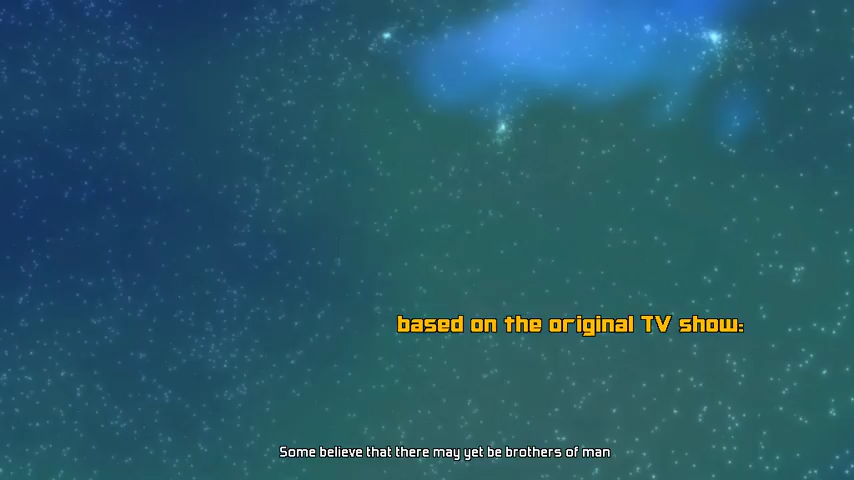 based on the original TV show:
Some believe that there may yet be brothers of man